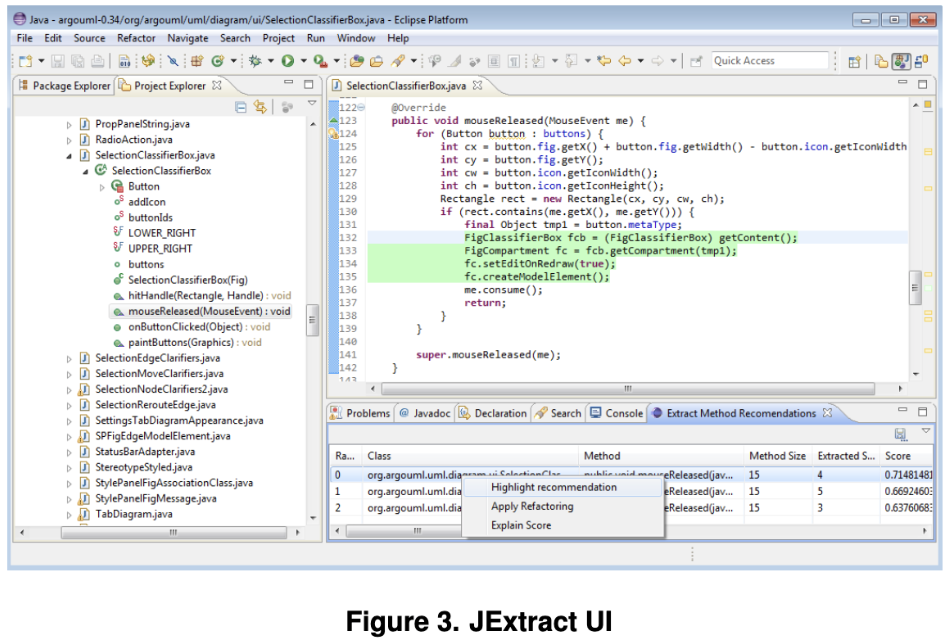 Java - argouml-0.34/org/argouml/uml/diagram/ui/SelectionClassifierBox.java - Eclipse Platform
File Edit Source Refactor Navigate Search Project Run Window Help
Quick Access
Package Explorer Project Explorer
PropPanelString.java
RadioAction.java
SelectionClassifierBox.java
SelectionClassifierBox
Button
addIcon
buttonIds
LOWER_RIGHT
UPPER_RIGHT
buttons
SelectionClassifierBox(Fig)
hitHandle(Rectangle, Handle) : void
mouseReleased(MouseEvent) : void
onButtonClicked(Object) : void
paintButtons(Graphics) : void
SelectionEdgeClarifiers.java
SelectionMoveClarifiers.java
SelectionNodeClarifiers2.java
SelectionRerouteEdge.java
SettingsTabDiagramAppearance.java
SPFigEdgeModelElement.java
StatusBarAdapter.java
StereotypeStyled.java
StylePanelFigAssociationClass.java
StylePanelFigMessage.java
TabDiagram.java
SelectionClassifierBox.java
122 @Override
123 public void mouseReleased(MouseEvent me) {
124 for (Button button : buttons) {
125 int cx = button.fig.getX() + button.fig.getWidth() - button.icon.getIconWidth
126 int cy = button.fig.getY();
127 int cw = button.icon.getIconWidth();
128 int ch = button.icon.getIconHeight();
129 Rectangle rect = new Rectangle(cx, cy, cw, ch);
130 if (rect.contains(me.getX(), me.getY())) {
131 final Object tmp1 = button.metaType;
132 FigClassifierBox fcb = (FigClassifierBox) getContent();
133 FigCompartment fc = fcb.getCompartment(tmp1);
134 fc.setEditOnRedraw(true);
135 fc.createModelElement();
136 me.consume();
137 return;
138 }
139 }
140
141 super.mouseReleased(me);
142 }
143
Problems Javadoc Declaration Search Console Extract Method Recomendations
Ra... Class Method Method Size Extracted S... Score
0 org.argouml.uml.diagram.ui.SelectionClas... public void mouseReleased(jav... 15 4 0.71481481
1 org.argouml.uml.dia eReleased(jav... 15 5 0.66924603
2 org.argouml.uml.dia eReleased(jav... 15 3 0.63760683
Highlight recommendation
Apply Refactoring
Explain Score
Figure 3. JExtract UI